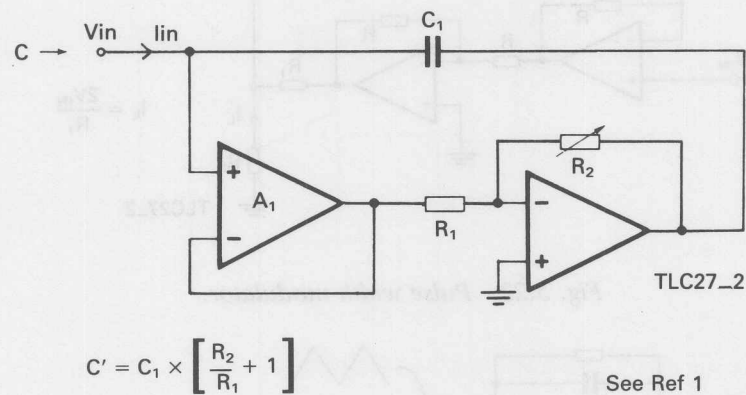 C₁
C → Vin Iin
R₂
+
A₁
−
R₁
−
+
TLC27_2
C' = C₁ × [R₂/R₁ + 1]
See Ref 1